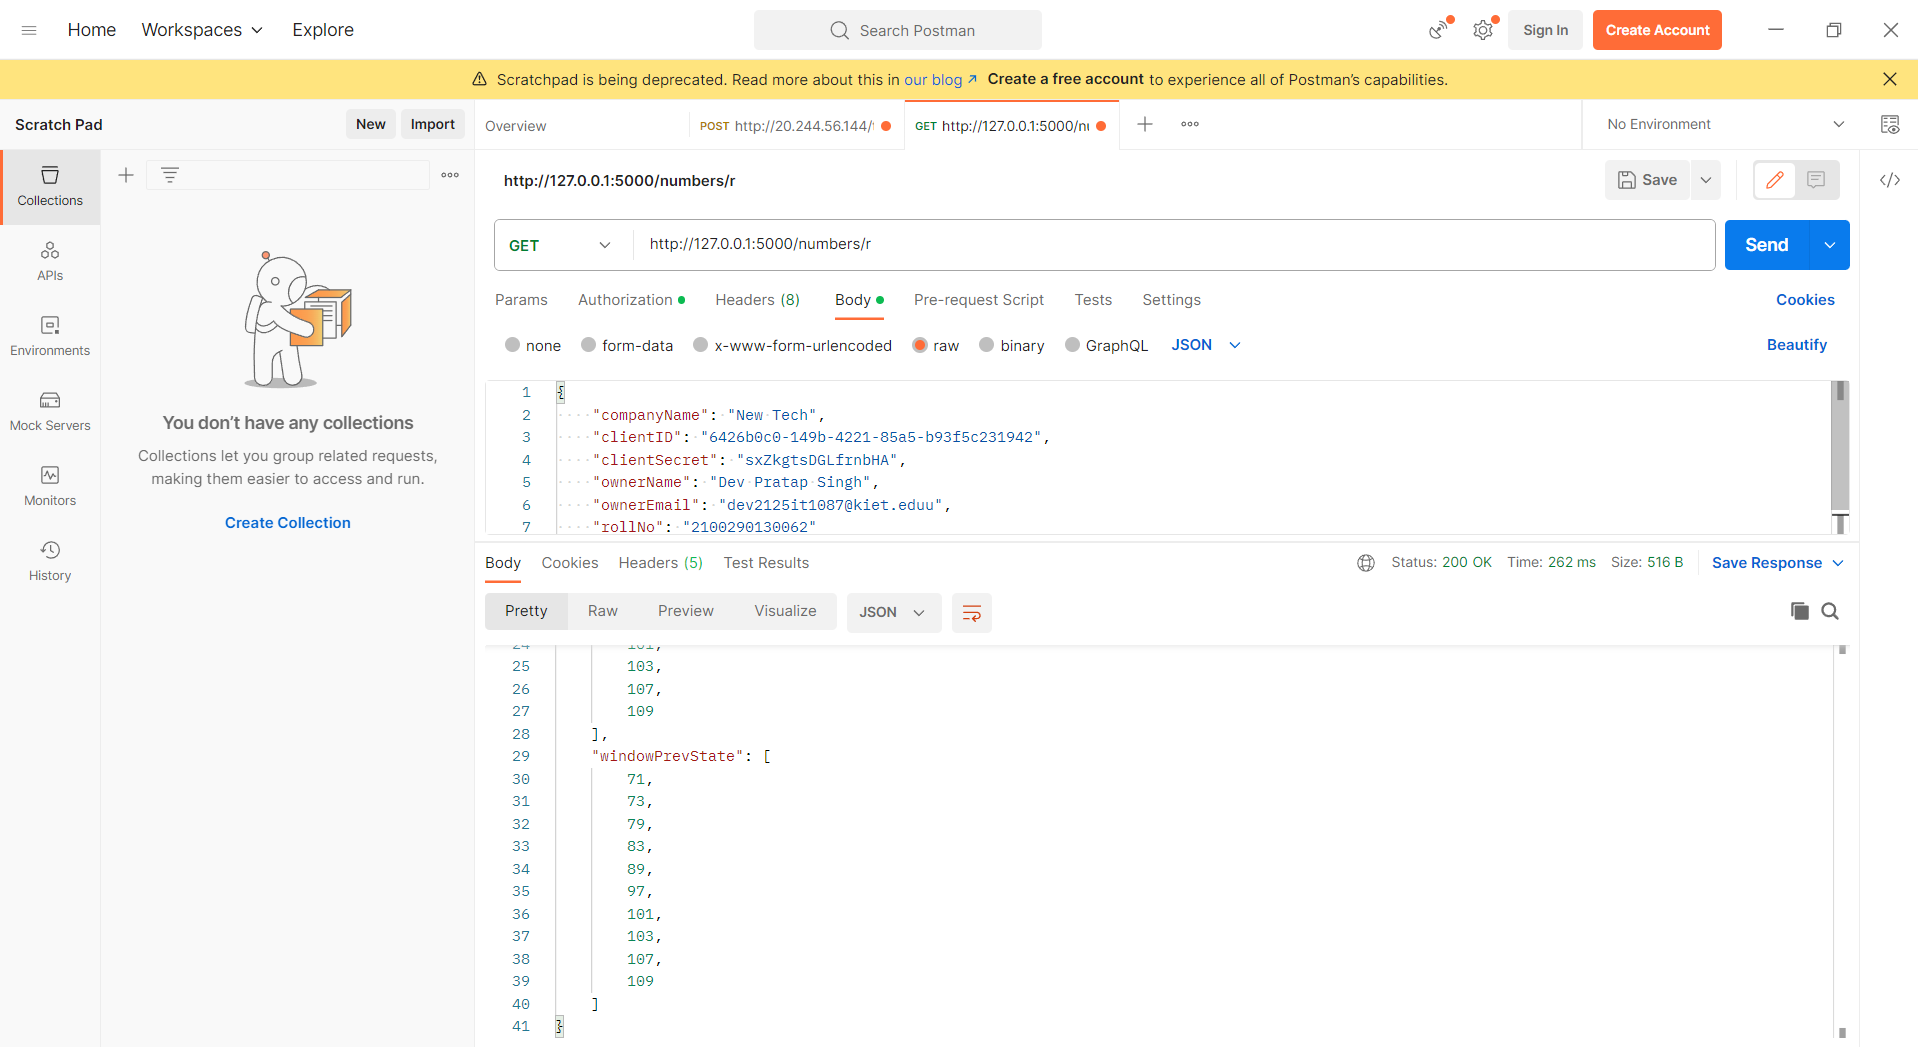 Home Workspaces Explore Search Postman Sign In Create Account
Scratchpad is being deprecated. Read more about this in our blog ↗ Create a free account to experience all of Postman's capabilities.
Scratch Pad New Import Overview POST http://20.244.56.144/ GET http://127.0.0.1:5000/nu No Environment
Collections
APIs
Environments
Mock Servers
Monitors
History
You don't have any collections
Collections let you group related requests,
making them easier to access and run.
Create Collection
http://127.0.0.1:5000/numbers/r Save
GET http://127.0.0.1:5000/numbers/r Send
Params Authorization Headers (8) Body Pre-request Script Tests Settings Cookies
none form-data x-www-form-urlencoded raw binary GraphQL JSON Beautify
1 {
2 "companyName": "New Tech",
3 "clientID": "6426b0c0-149b-4221-85a5-b93f5c231942",
4 "clientSecret": "sxZkgtsDGLfrnbHA",
5 "ownerName": "Dev Pratap Singh",
6 "ownerEmail": "dev2125it1087@kiet.eduu",
7 "rollNo": "2100290130062"
Body Cookies Headers (5) Test Results Status: 200 OK Time: 262 ms Size: 516 B Save Response
Pretty Raw Preview Visualize JSON
24 101,
25 103,
26 107,
27 109
28 ],
29 "windowPrevState": [
30 71,
31 73,
32 79,
33 83,
34 89,
35 97,
36 101,
37 103,
38 107,
39 109
40 ]
41 }